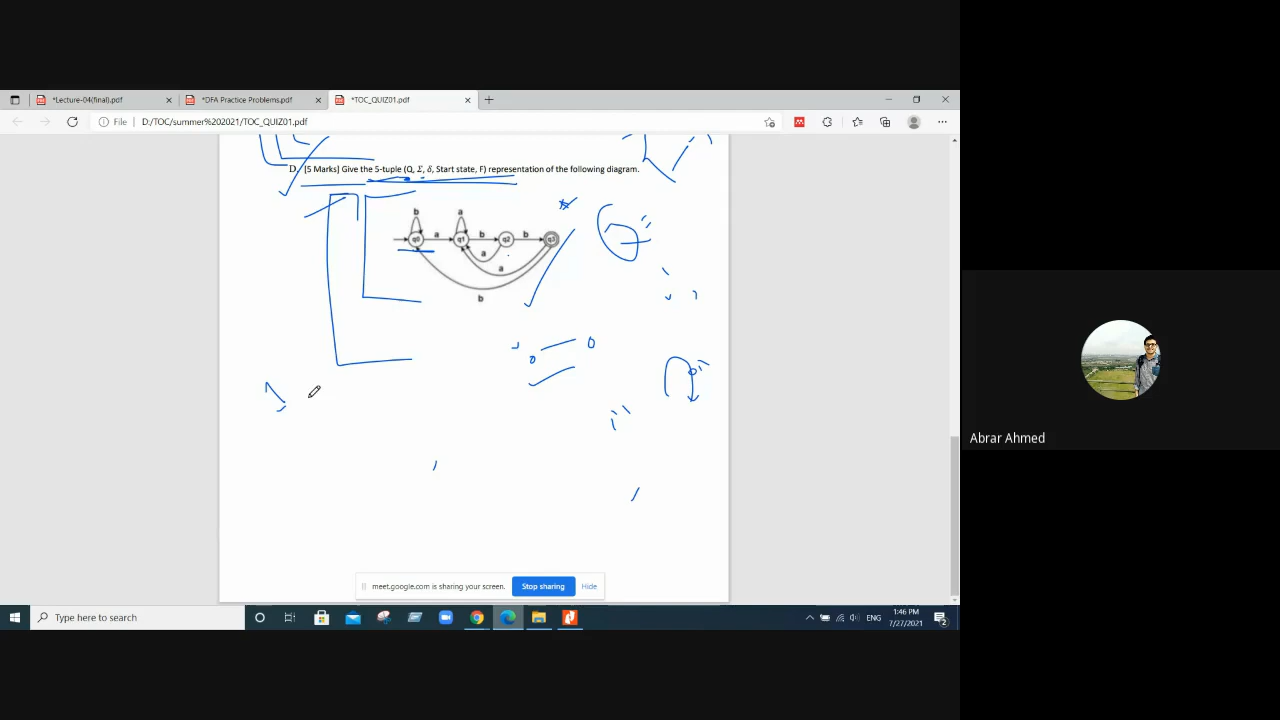 *Lecture-04(final).pdf
*DFA Practice Problems.pdf
*TOC_QUIZ01.pdf
File D:/TOC/summer%202021/TOC_QUIZ01.pdf
D. [5 Marks] Give the 5-tuple (Q, Σ, δ, Start state, F) representation of the following diagram.
b a
q0 a q1 b q2 b q3
a
a
b
Abrar Ahmed
meet.google.com is sharing your screen. Stop sharing Hide
Type here to search
ENG
1:46 PM
7/27/2021
2